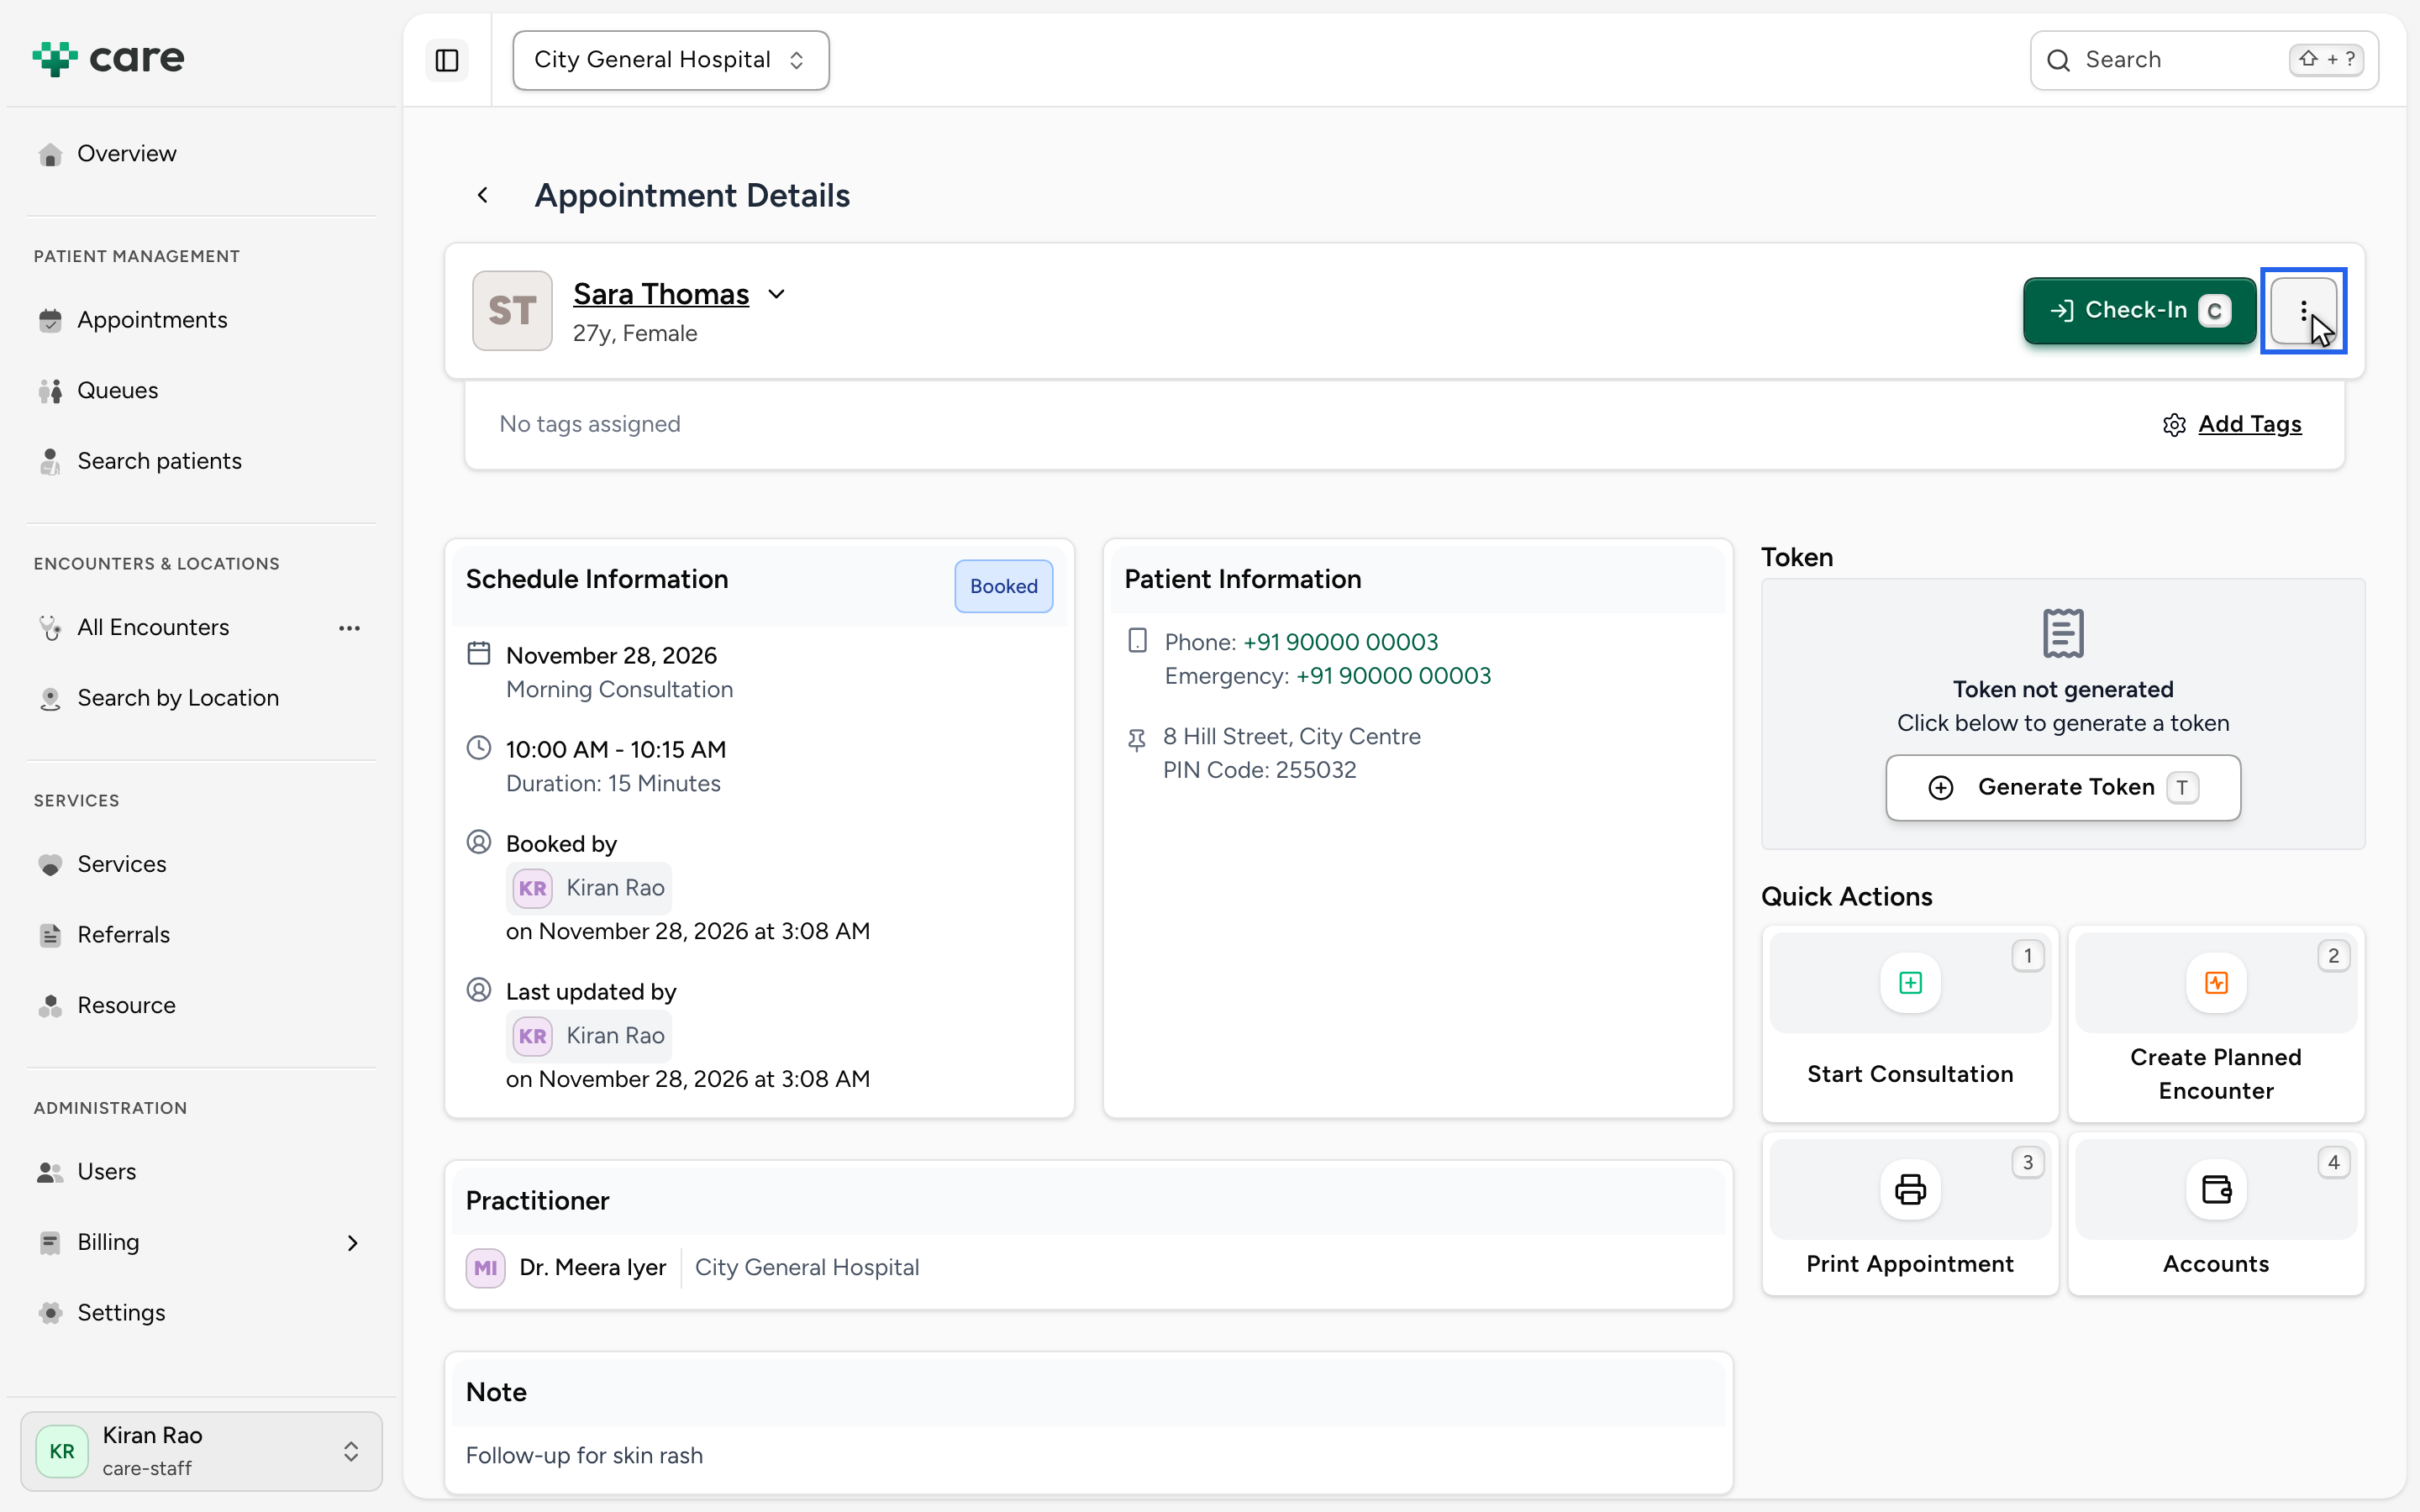 care
City General Hospital
Search
+ ?
Overview
PATIENT MANAGEMENT
Appointments
Queues
Search patients
ENCOUNTERS & LOCATIONS
All Encounters
Search by Location
SERVICES
Services
Referrals
Resource
ADMINISTRATION
Users
Billing
Settings
KR
Kiran Rao
care-staff
Appointment Details
ST
Sara Thomas
27y, Female
Check-In C
No tags assigned
Add Tags
Schedule Information
Booked
November 28, 2026
Morning Consultation
10:00 AM - 10:15 AM
Duration: 15 Minutes
Booked by
KR Kiran Rao
on November 28, 2026 at 3:08 AM
Last updated by
KR Kiran Rao
on November 28, 2026 at 3:08 AM
Patient Information
Phone: +91 90000 00003
Emergency: +91 90000 00003
8 Hill Street, City Centre
PIN Code: 255032
Practitioner
MI Dr. Meera Iyer City General Hospital
Note
Follow-up for skin rash
Token
Token not generated
Click below to generate a token
Generate Token T
Quick Actions
1
Start Consultation
2
Create Planned
Encounter
3
Print Appointment
4
Accounts